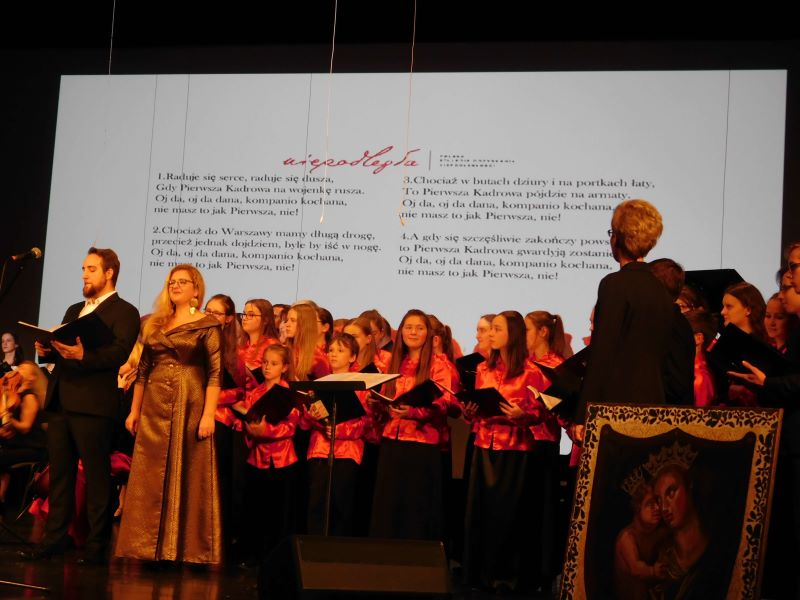 niepodległa
POLSKA
STULECIE ODZYSKANIA
NIEPODLEGŁOŚCI
1.Raduje się serce, raduje się dusza,
Gdy Pierwsza Kadrowa na wojenkę rusza.
Oj da, oj da dana, kompanio kochana,
nie masz to jak Pierwsza, nie!
2.Chociaż do Warszawy mamy długą drogę,
przecież jednak dojdziem, byle by iść w nogę.
Oj da, oj da dana, kompanio kochana,
nie masz to jak Pierwsza, nie!
3.Chociaż w butach dziury i na portkach łaty,
To Pierwsza Kadrowa pójdzie na armaty.
Oj da, oj da dana, kompanio kochana,
nie masz to jak Pierwsza, nie!
4.A gdy się szczęśliwie zakończy
to Pierwsza Kadrowa gwardyą
Oj da, oj da dana, kompanio kochana,
nie masz to jak Pierwsza, nie!